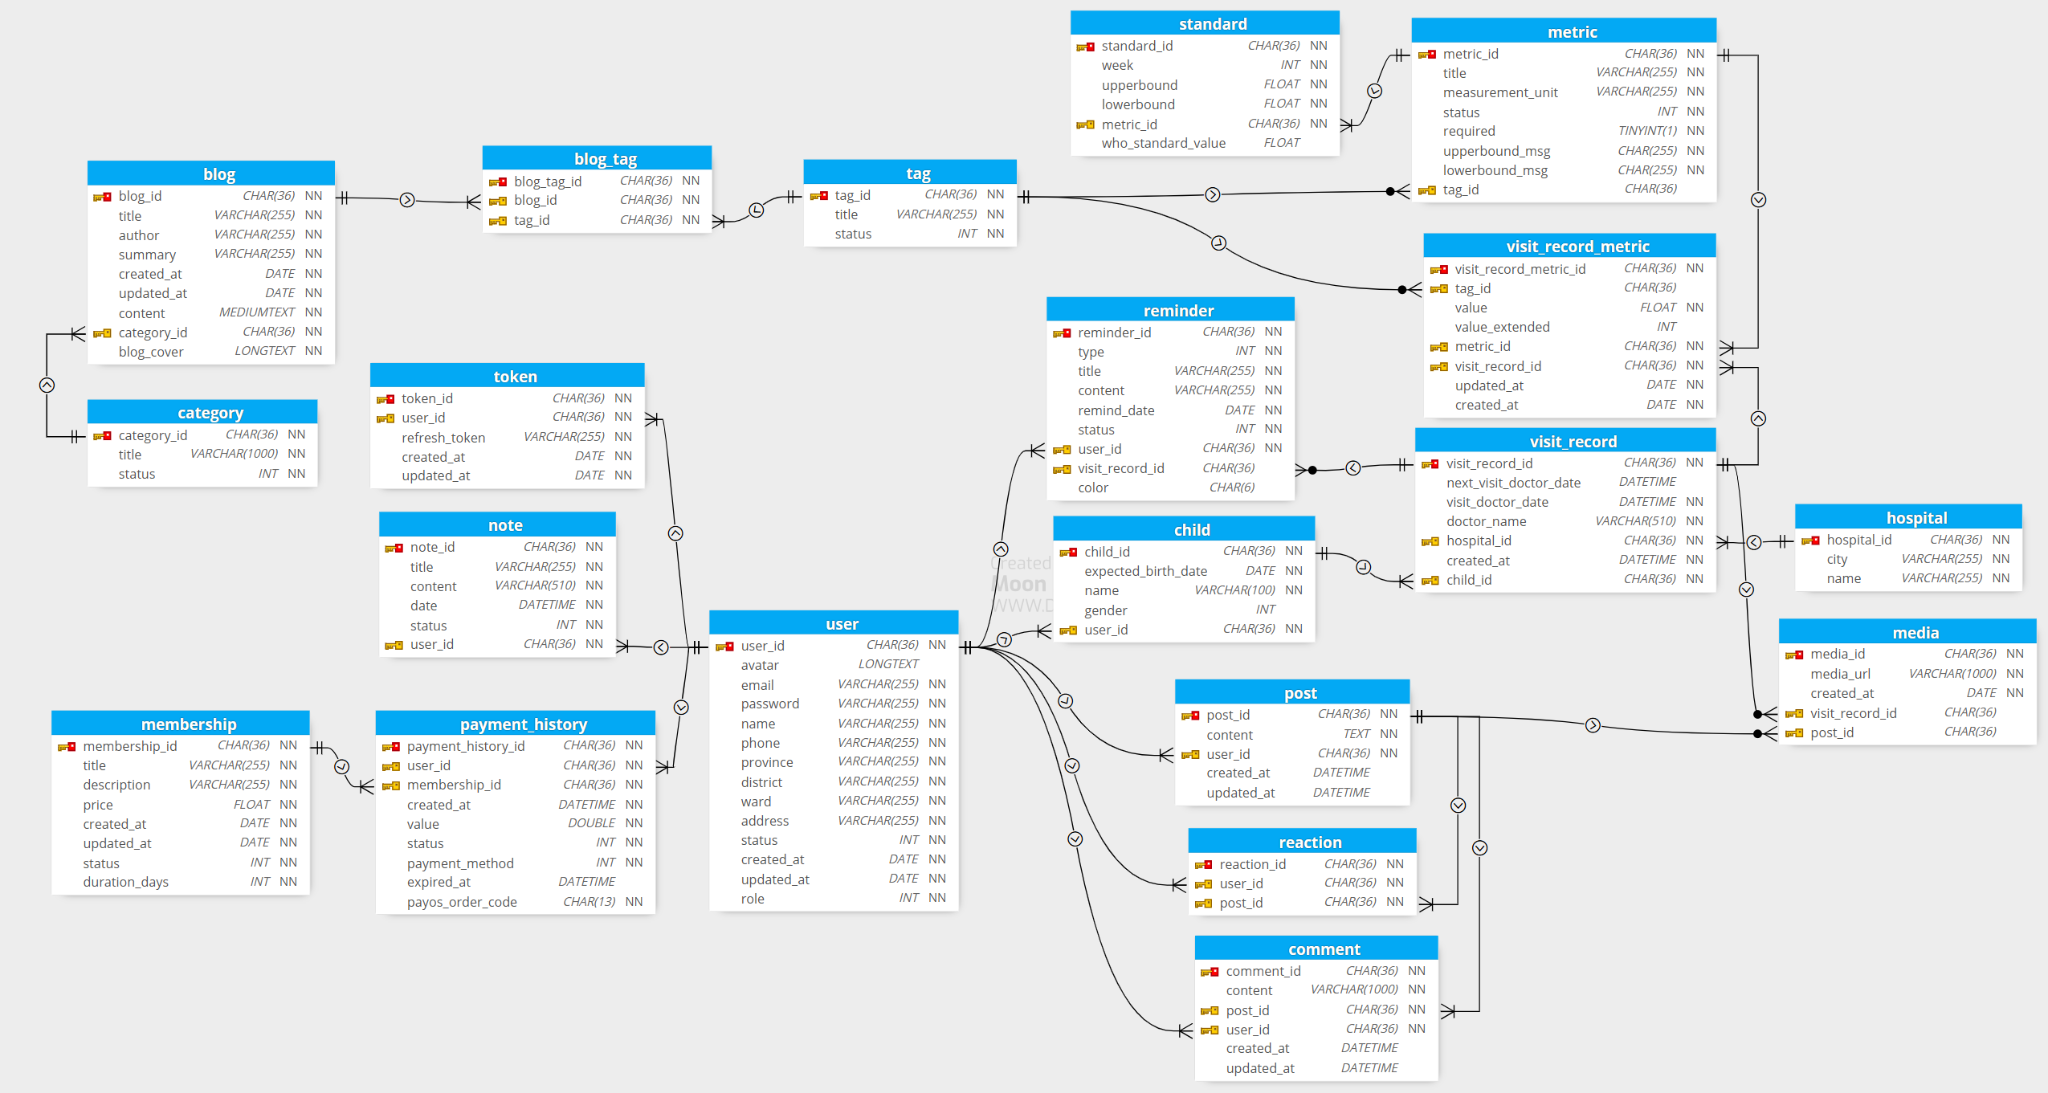 standard
standard_id CHAR(36) NN
week INT NN
upperbound FLOAT NN
lowerbound FLOAT NN
metric_id CHAR(36) NN
who_standard_value FLOAT
metric
metric_id CHAR(36) NN
title VARCHAR(255) NN
measurement_unit VARCHAR(255) NN
status INT NN
required TINYINT(1) NN
upperbound_msg CHAR(255) NN
lowerbound_msg CHAR(255) NN
tag_id CHAR(36)
blog
blog_id CHAR(36) NN
title VARCHAR(255) NN
author VARCHAR(255) NN
summary VARCHAR(255) NN
created_at DATE NN
updated_at DATE NN
content MEDIUMTEXT NN
category_id CHAR(36) NN
blog_cover LONGTEXT NN
blog_tag
blog_tag_id CHAR(36) NN
blog_id CHAR(36) NN
tag_id CHAR(36) NN
tag
tag_id CHAR(36) NN
title VARCHAR(255) NN
status INT NN
visit_record_metric
visit_record_metric_id CHAR(36) NN
tag_id CHAR(36)
value FLOAT NN
value_extended INT
metric_id CHAR(36) NN
visit_record_id CHAR(36) NN
updated_at DATE NN
created_at DATE NN
reminder
reminder_id CHAR(36) NN
type INT NN
title VARCHAR(255) NN
content VARCHAR(255) NN
remind_date DATE NN
status INT NN
user_id CHAR(36) NN
visit_record_id CHAR(36)
color CHAR(6)
category
category_id CHAR(36) NN
title VARCHAR(1000) NN
status INT NN
token
token_id CHAR(36) NN
user_id CHAR(36) NN
refresh_token VARCHAR(255) NN
created_at DATE NN
updated_at DATE NN
visit_record
visit_record_id CHAR(36) NN
next_visit_doctor_date DATETIME
visit_doctor_date DATETIME NN
doctor_name VARCHAR(510) NN
hospital_id CHAR(36) NN
created_at DATETIME NN
child_id CHAR(36) NN
hospital
hospital_id CHAR(36) NN
city VARCHAR(255) NN
name VARCHAR(255) NN
note
note_id CHAR(36) NN
title VARCHAR(255) NN
content VARCHAR(510) NN
date DATETIME NN
status INT NN
user_id CHAR(36) NN
child
child_id CHAR(36) NN
expected_birth_date DATE NN
name VARCHAR(100) NN
gender INT
user_id CHAR(36) NN
Created
Moon
WWW.D
user
user_id CHAR(36) NN
avatar LONGTEXT
email VARCHAR(255) NN
password VARCHAR(255) NN
name VARCHAR(255) NN
phone VARCHAR(255) NN
province VARCHAR(255) NN
district VARCHAR(255) NN
ward VARCHAR(255) NN
address VARCHAR(255) NN
status INT NN
created_at DATE NN
updated_at DATE NN
role INT NN
media
media_id CHAR(36) NN
media_url VARCHAR(1000) NN
created_at DATE NN
visit_record_id CHAR(36)
post_id CHAR(36)
membership
membership_id CHAR(36) NN
title VARCHAR(255) NN
description VARCHAR(255) NN
price FLOAT NN
created_at DATE NN
updated_at DATE NN
status INT NN
duration_days INT NN
payment_history
payment_history_id CHAR(36) NN
user_id CHAR(36) NN
membership_id CHAR(36) NN
created_at DATETIME NN
value DOUBLE NN
status INT NN
payment_method INT NN
expired_at DATETIME
payos_order_code CHAR(13) NN
post
post_id CHAR(36) NN
content TEXT NN
user_id CHAR(36) NN
created_at DATETIME
updated_at DATETIME
reaction
reaction_id CHAR(36) NN
user_id CHAR(36) NN
post_id CHAR(36) NN
comment
comment_id CHAR(36) NN
content VARCHAR(1000) NN
post_id CHAR(36) NN
user_id CHAR(36) NN
created_at DATETIME
updated_at DATETIME